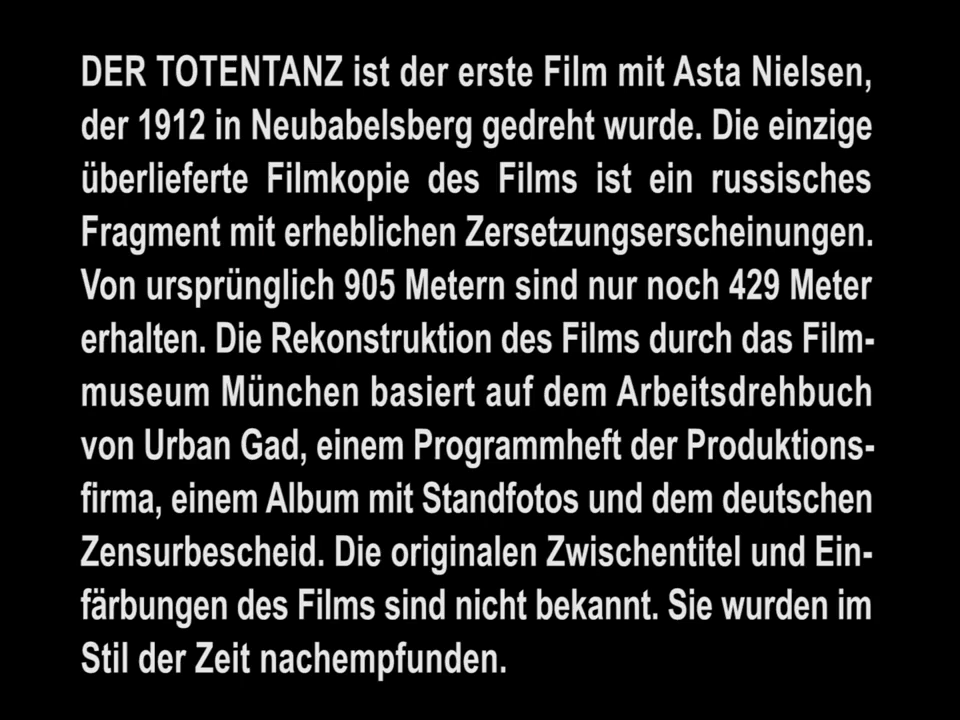 DER TOTENTANZ ist der erste Film mit Asta Nielsen,
der 1912 in Neubabelsberg gedreht wurde. Die einzige
überlieferte Filmkopie des Films ist ein russisches
Fragment mit erheblichen Zersetzungserscheinungen.
Von ursprünglich 905 Metern sind nur noch 429 Meter
erhalten. Die Rekonstruktion des Films durch das Film-
museum München basiert auf dem Arbeitsdrehbuch
von Urban Gad, einem Programmheft der Produktions-
firma, einem Album mit Standfotos und dem deutschen
Zensurbescheid. Die originalen Zwischentitel und Ein-
färbungen des Films sind nicht bekannt. Sie wurden im
Stil der Zeit nachempfunden.